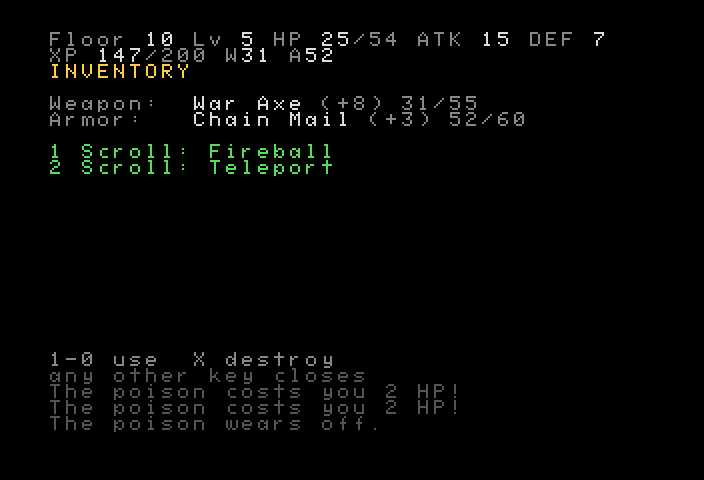 Floor 10 Lv 5 HP 25/54 ATK 15 DEF 7
XP 147/200 W31 A52
INVENTORY
Weapon: War Axe (+8) 31/55
Armor: Chain Mail (+3) 52/60
1 Scroll: Fireball
2 Scroll: Teleport
1-0 use X destroy
any other key closes
The poison costs you 2 HP!
The poison costs you 2 HP!
The poison wears off.